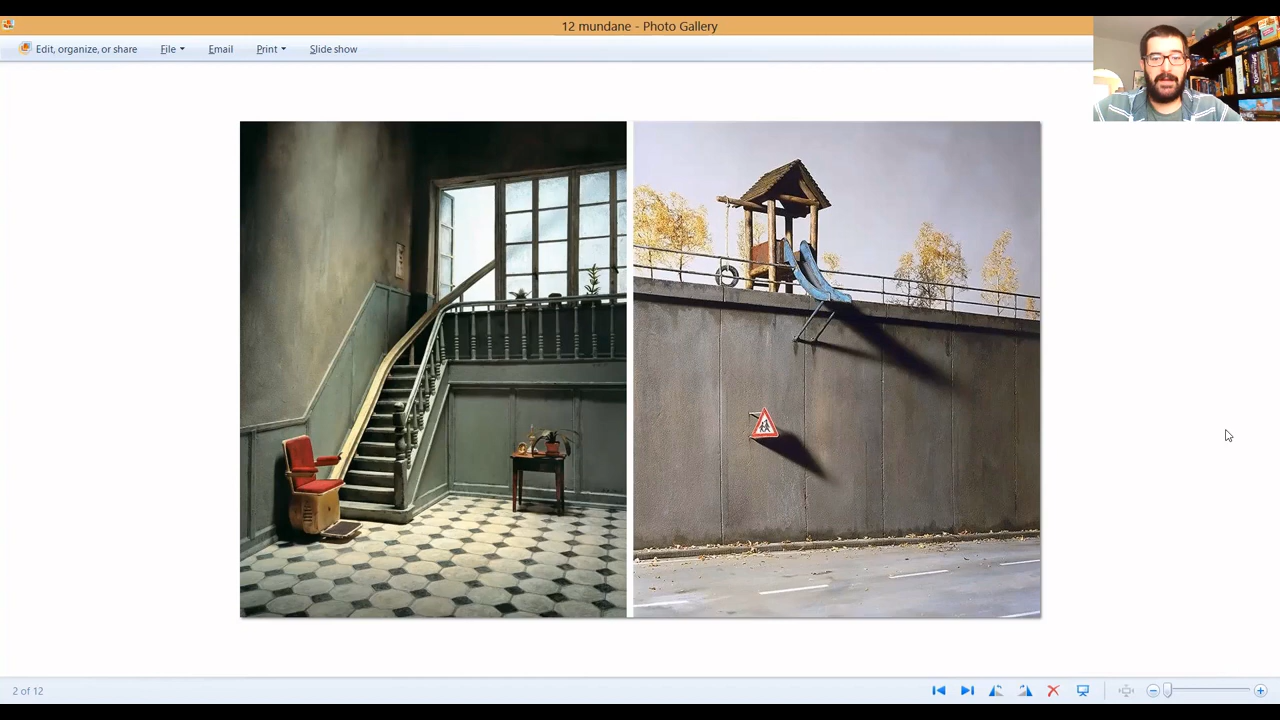 12 mundane - Photo Gallery
Edit, organize, or share File Email Print Slide show
2 of 12